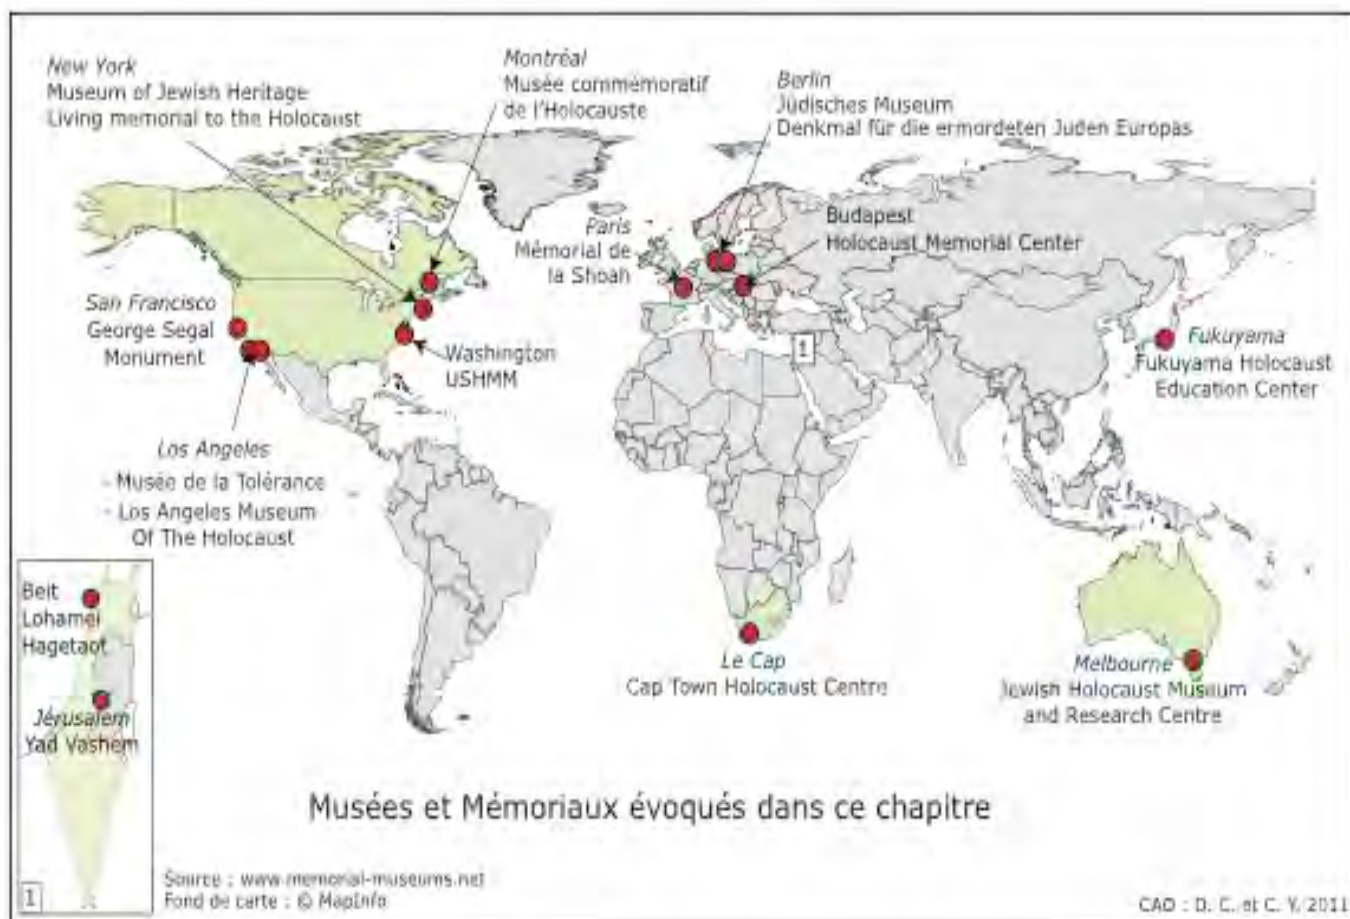 New York
Museum of Jewish Heritage
Living memorial to the Holocaust
Montréal
Musée commémoratif
de l'Holocauste
Berlin
Jüdisches Museum
Denkmal für die ermordeten Juden Europas
Paris
Mémorial de
la Shoah
Budapest
Holocaust Memorial Center
San Francisco
George Segal
Monument
Washington
USHMM
1
Fukuyama
Fukuyama Holocaust
Education Center
Los Angeles
- Musée de la Tolérance
- Los Angeles Museum
Of The Holocaust
Beit
Lohamei
Hagetaot
Jérusalem
Yad Vashem
Le Cap
Cap Town Holocaust Centre
Melbourne
Jewish Holocaust Museum
and Research Centre
Musées et Mémoriaux évoqués dans ce chapitre
1
Source : www.memorial-museums.net
Fond de carte : © MapInfo
CAO : D. C. et C. Y. 2011